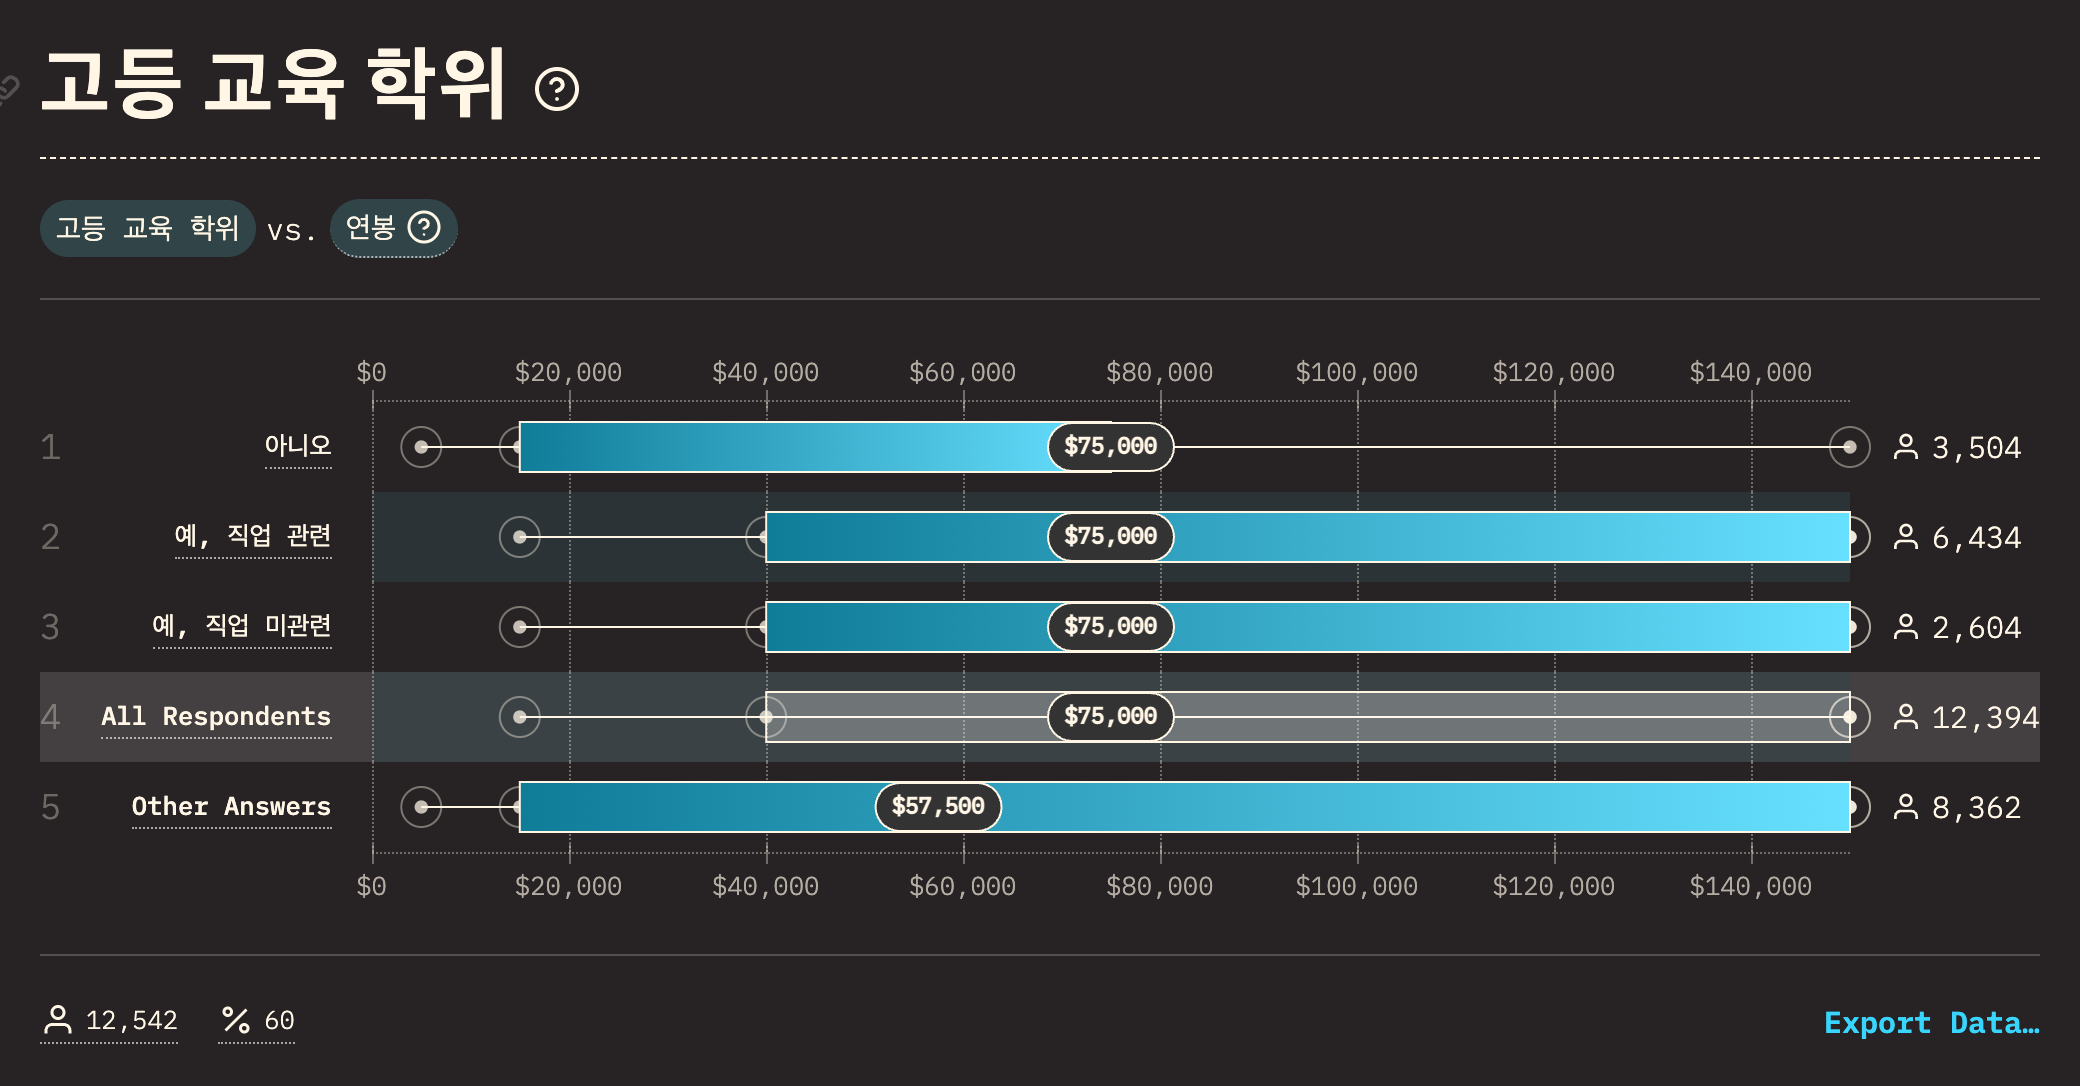 고등 교육 학위
고등 교육 학위 vs. 연봉
$0 $20,000 $40,000 $60,000 $80,000 $100,000 $120,000 $140,000
1 아니오 $75,000 3,504
2 예, 직업 관련 $75,000 6,434
3 예, 직업 미관련 $75,000 2,604
4 All Respondents $75,000 12,394
5 Other Answers $57,500 8,362
$0 $20,000 $40,000 $60,000 $80,000 $100,000 $120,000 $140,000
12,542 % 60 Export Data…